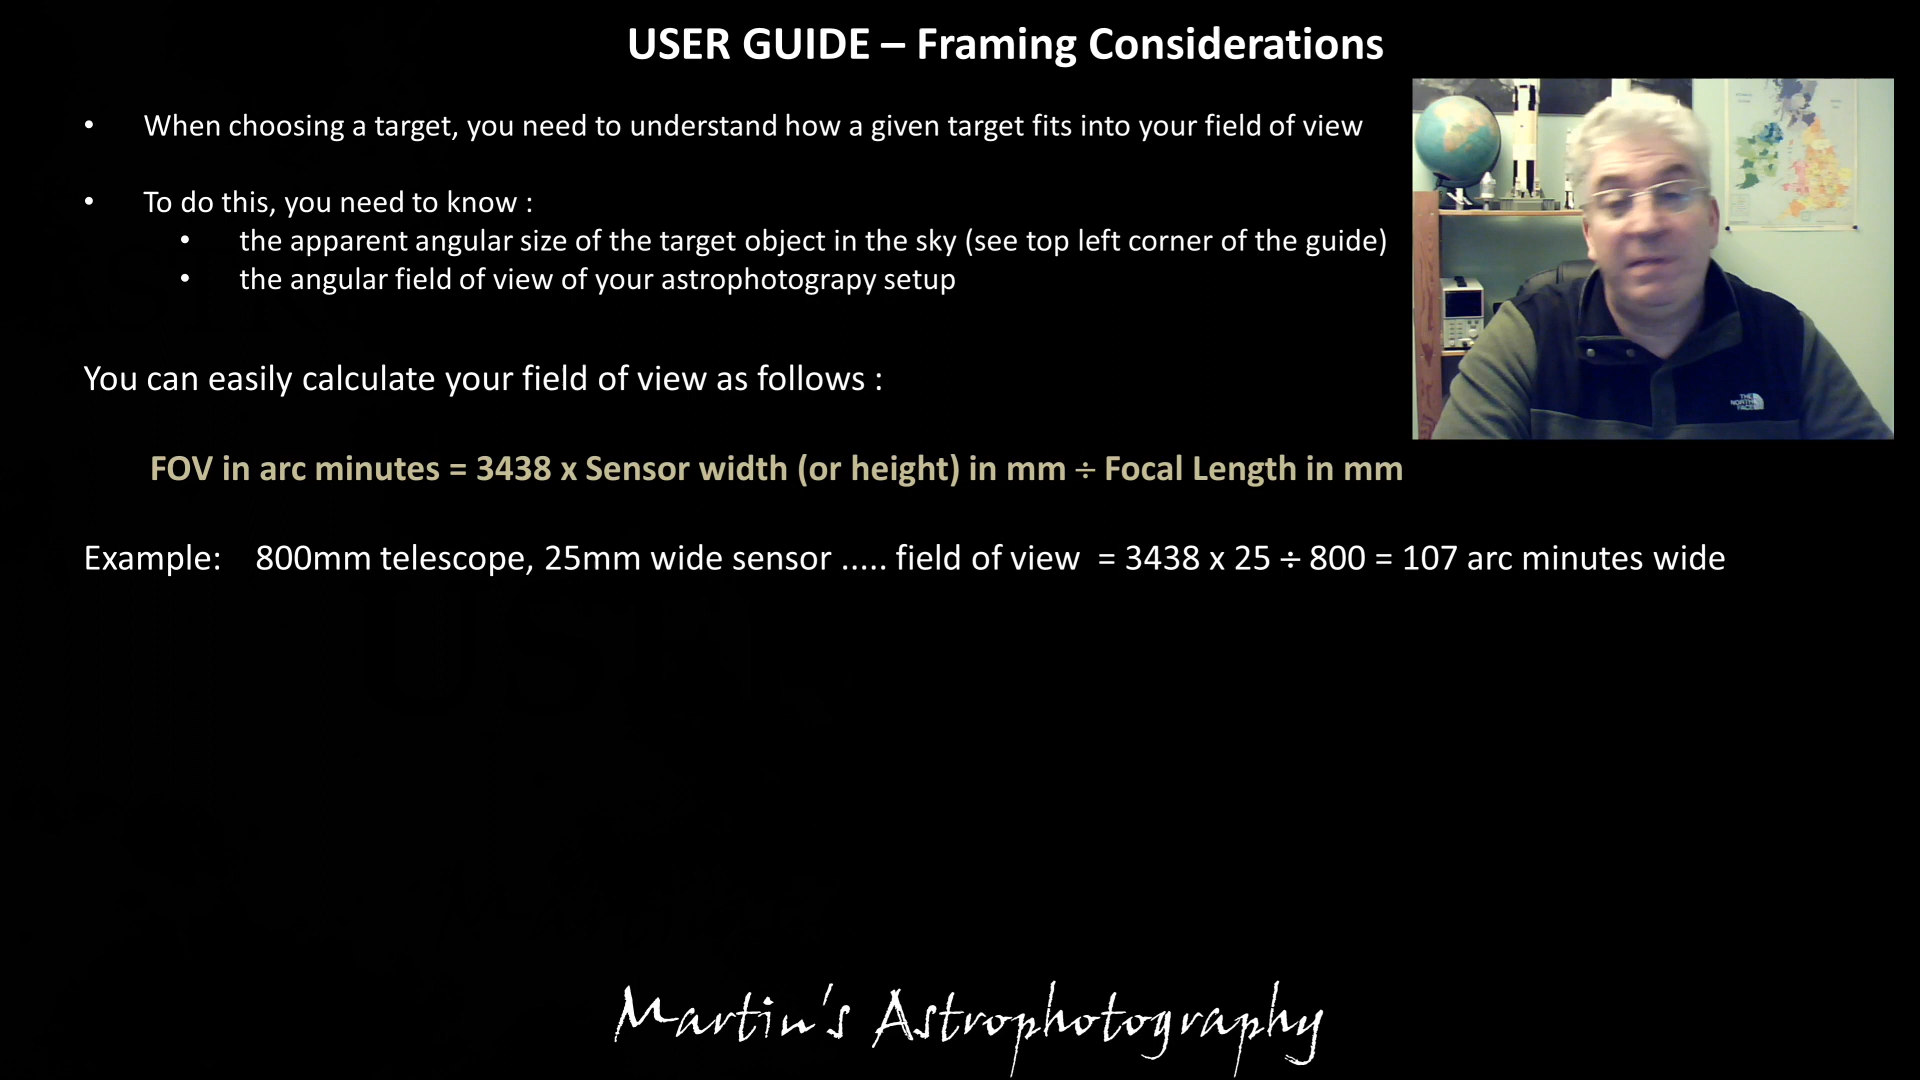 USER GUIDE – Framing Considerations
• When choosing a target, you need to understand how a given target fits into your field of view
• To do this, you need to know :
• the apparent angular size of the target object in the sky (see top left corner of the guide)
• the angular field of view of your astrophotograpy setup
You can easily calculate your field of view as follows :
FOV in arc minutes = 3438 x Sensor width (or height) in mm ÷ Focal Length in mm
Example: 800mm telescope, 25mm wide sensor ..... field of view = 3438 x 25 ÷ 800 = 107 arc minutes wide
THE
NORTH
FACE
Martin's Astrophotography